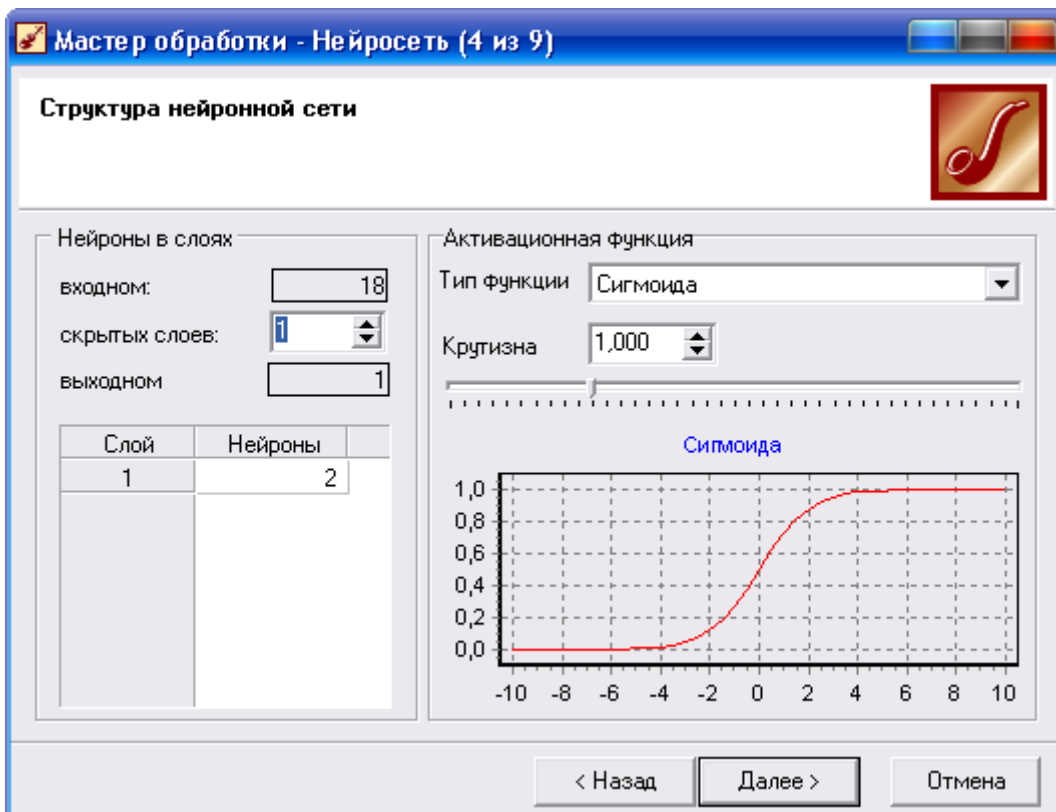 Мастер обработки - Нейросеть (4 из 9)
Структура нейронной сети
Нейроны в слоях
входном: 18
скрытых слоев: 1
выходном 1
Слой Нейроны
1 2
Активационная функция
Тип функции Сигмоида
Крутизна 1,000
Сигмоида
1,0
0,8
0,6
0,4
0,2
0,0
-10 -8 -6 -4 -2 0 2 4 6 8 10
< Назад Далее > Отмена